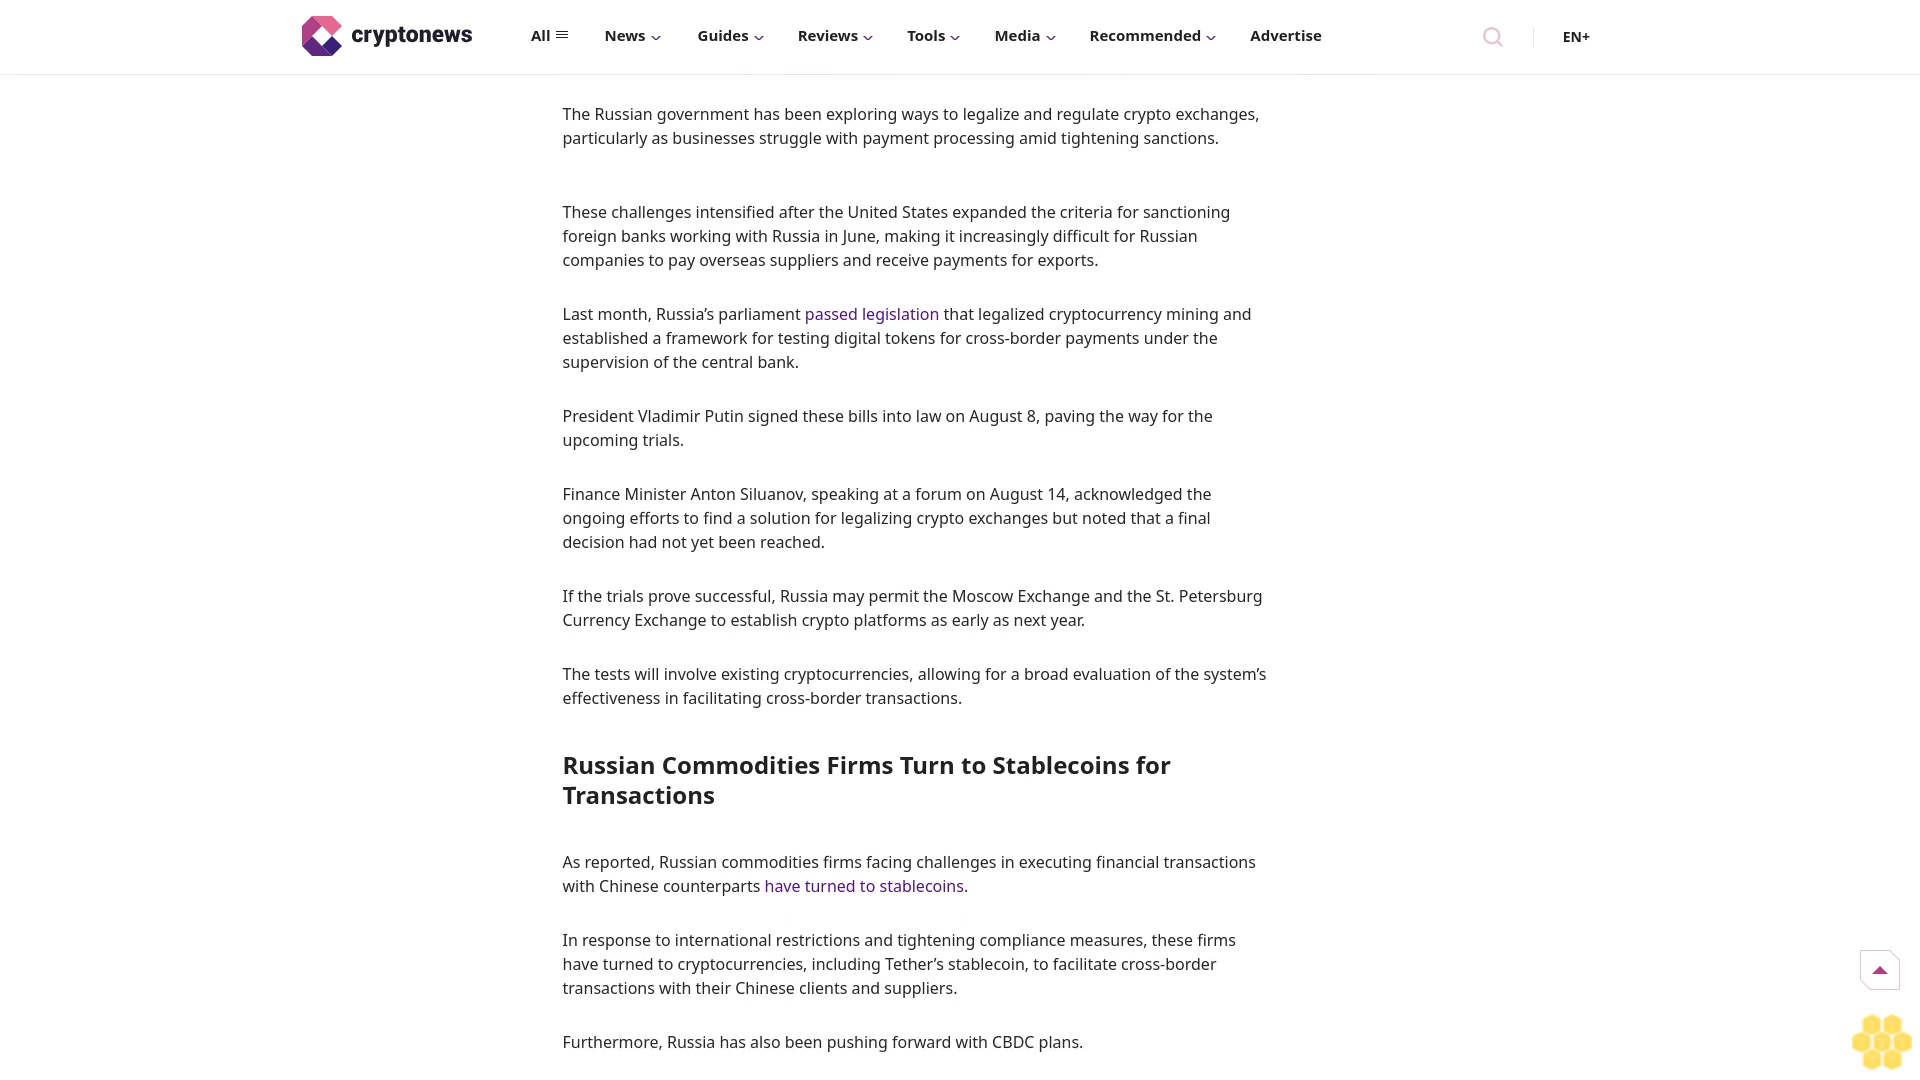 cryptonews
All
News
Guides
Reviews
Tools
Media
Recommended
Advertise
EN+
The Russian government has been exploring ways to legalize and regulate crypto exchanges,
particularly as businesses struggle with payment processing amid tightening sanctions.
These challenges intensified after the United States expanded the criteria for sanctioning
foreign banks working with Russia in June, making it increasingly difficult for Russian
companies to pay overseas suppliers and receive payments for exports.
Last month, Russia’s parliament passed legislation that legalized cryptocurrency mining and
established a framework for testing digital tokens for cross-border payments under the
supervision of the central bank.
President Vladimir Putin signed these bills into law on August 8, paving the way for the
upcoming trials.
Finance Minister Anton Siluanov, speaking at a forum on August 14, acknowledged the
ongoing efforts to find a solution for legalizing crypto exchanges but noted that a final
decision had not yet been reached.
If the trials prove successful, Russia may permit the Moscow Exchange and the St. Petersburg
Currency Exchange to establish crypto platforms as early as next year.
The tests will involve existing cryptocurrencies, allowing for a broad evaluation of the system’s
effectiveness in facilitating cross-border transactions.
Russian Commodities Firms Turn to Stablecoins for
Transactions
As reported, Russian commodities firms facing challenges in executing financial transactions
with Chinese counterparts have turned to stablecoins.
In response to international restrictions and tightening compliance measures, these firms
have turned to cryptocurrencies, including Tether’s stablecoin, to facilitate cross-border
transactions with their Chinese clients and suppliers.
Furthermore, Russia has also been pushing forward with CBDC plans.